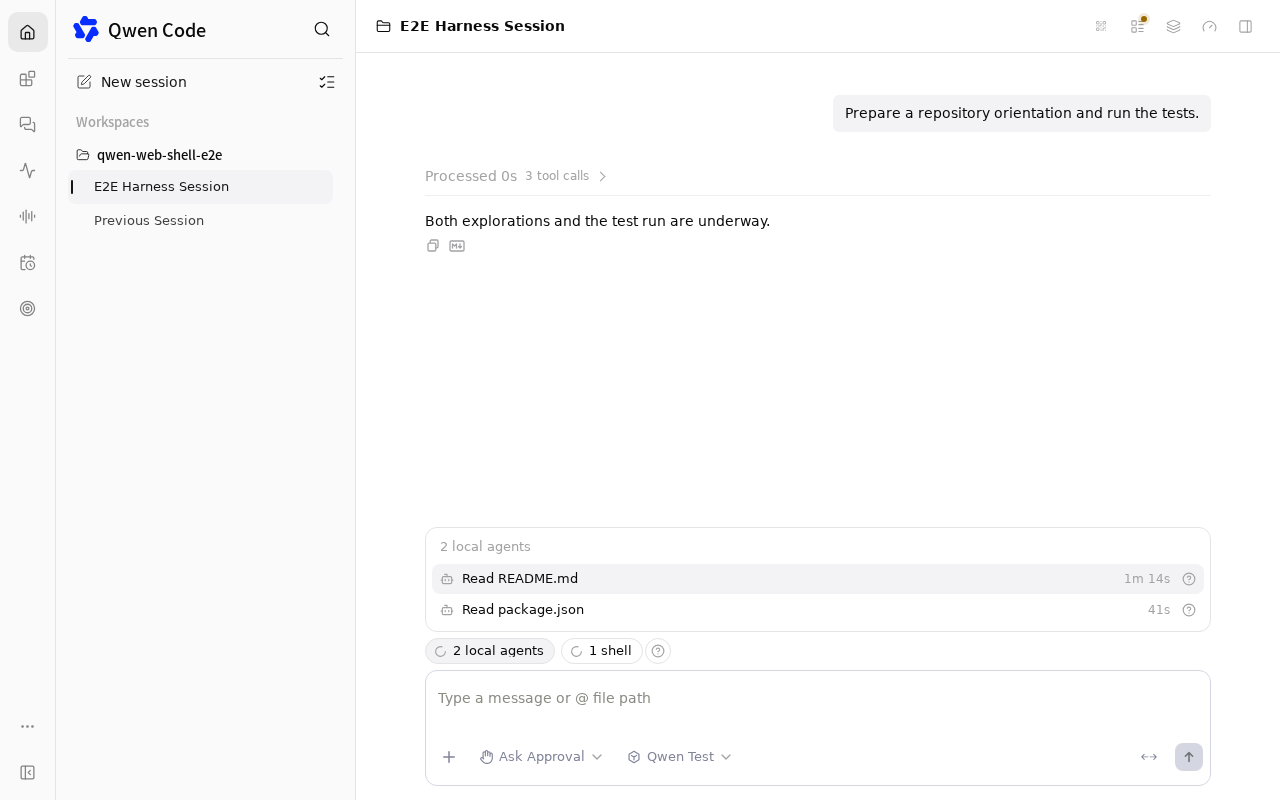 Qwen Code
New session
Workspaces
qwen-web-shell-e2e
E2E Harness Session
Previous Session
E2E Harness Session
Prepare a repository orientation and run the tests.
Processed 0s 3 tool calls
Both explorations and the test run are underway.
2 local agents
Read README.md 1m 14s
Read package.json 41s
2 local agents 1 shell
Type a message or @ file path
Ask Approval Qwen Test